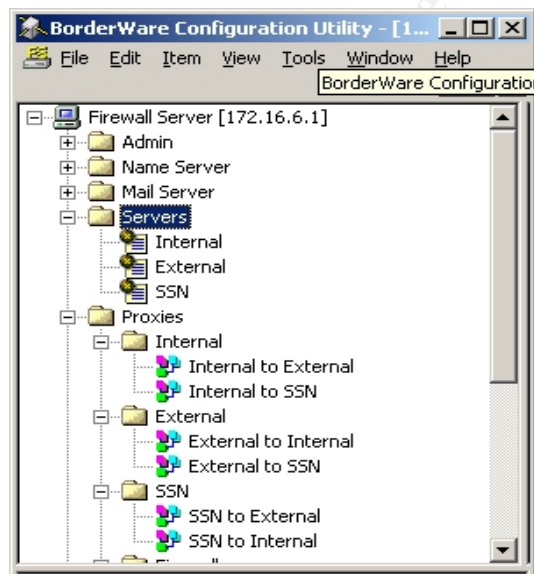 BorderWare Configuration Utility - [1...
File Edit Item View Tools Window Help
BorderWare Configuration
Firewall Server [172.16.6.1]
Admin
Name Server
Mail Server
Servers
Internal
External
SSN
Proxies
Internal
Internal to External
Internal to SSN
External
External to Internal
External to SSN
SSN
SSN to External
SSN to Internal